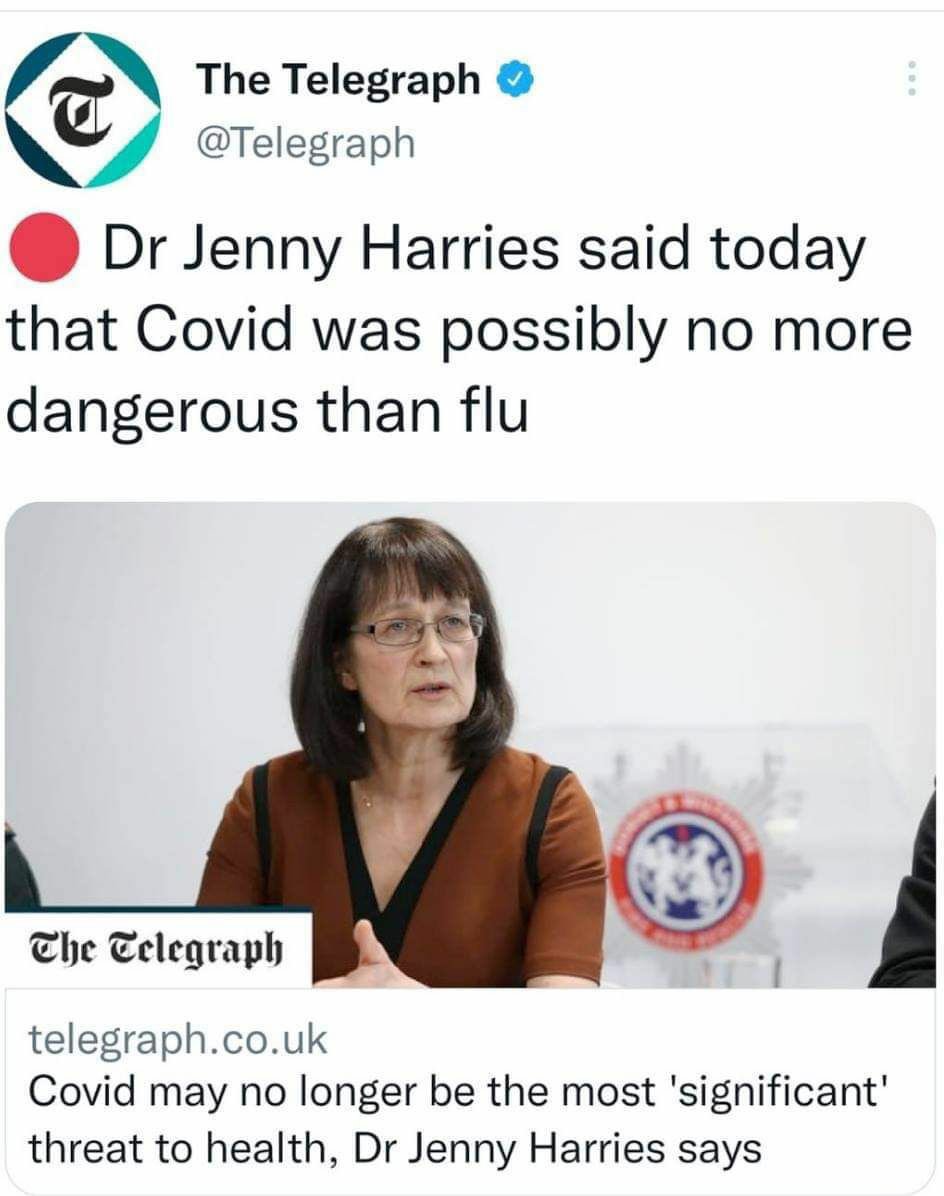 The Telegraph
@Telegraph
Dr Jenny Harries said today
that Covid was possibly no more
dangerous than flu
The Telegraph
telegraph.co.uk
Covid may no longer be the most 'significant'
threat to health, Dr Jenny Harries says